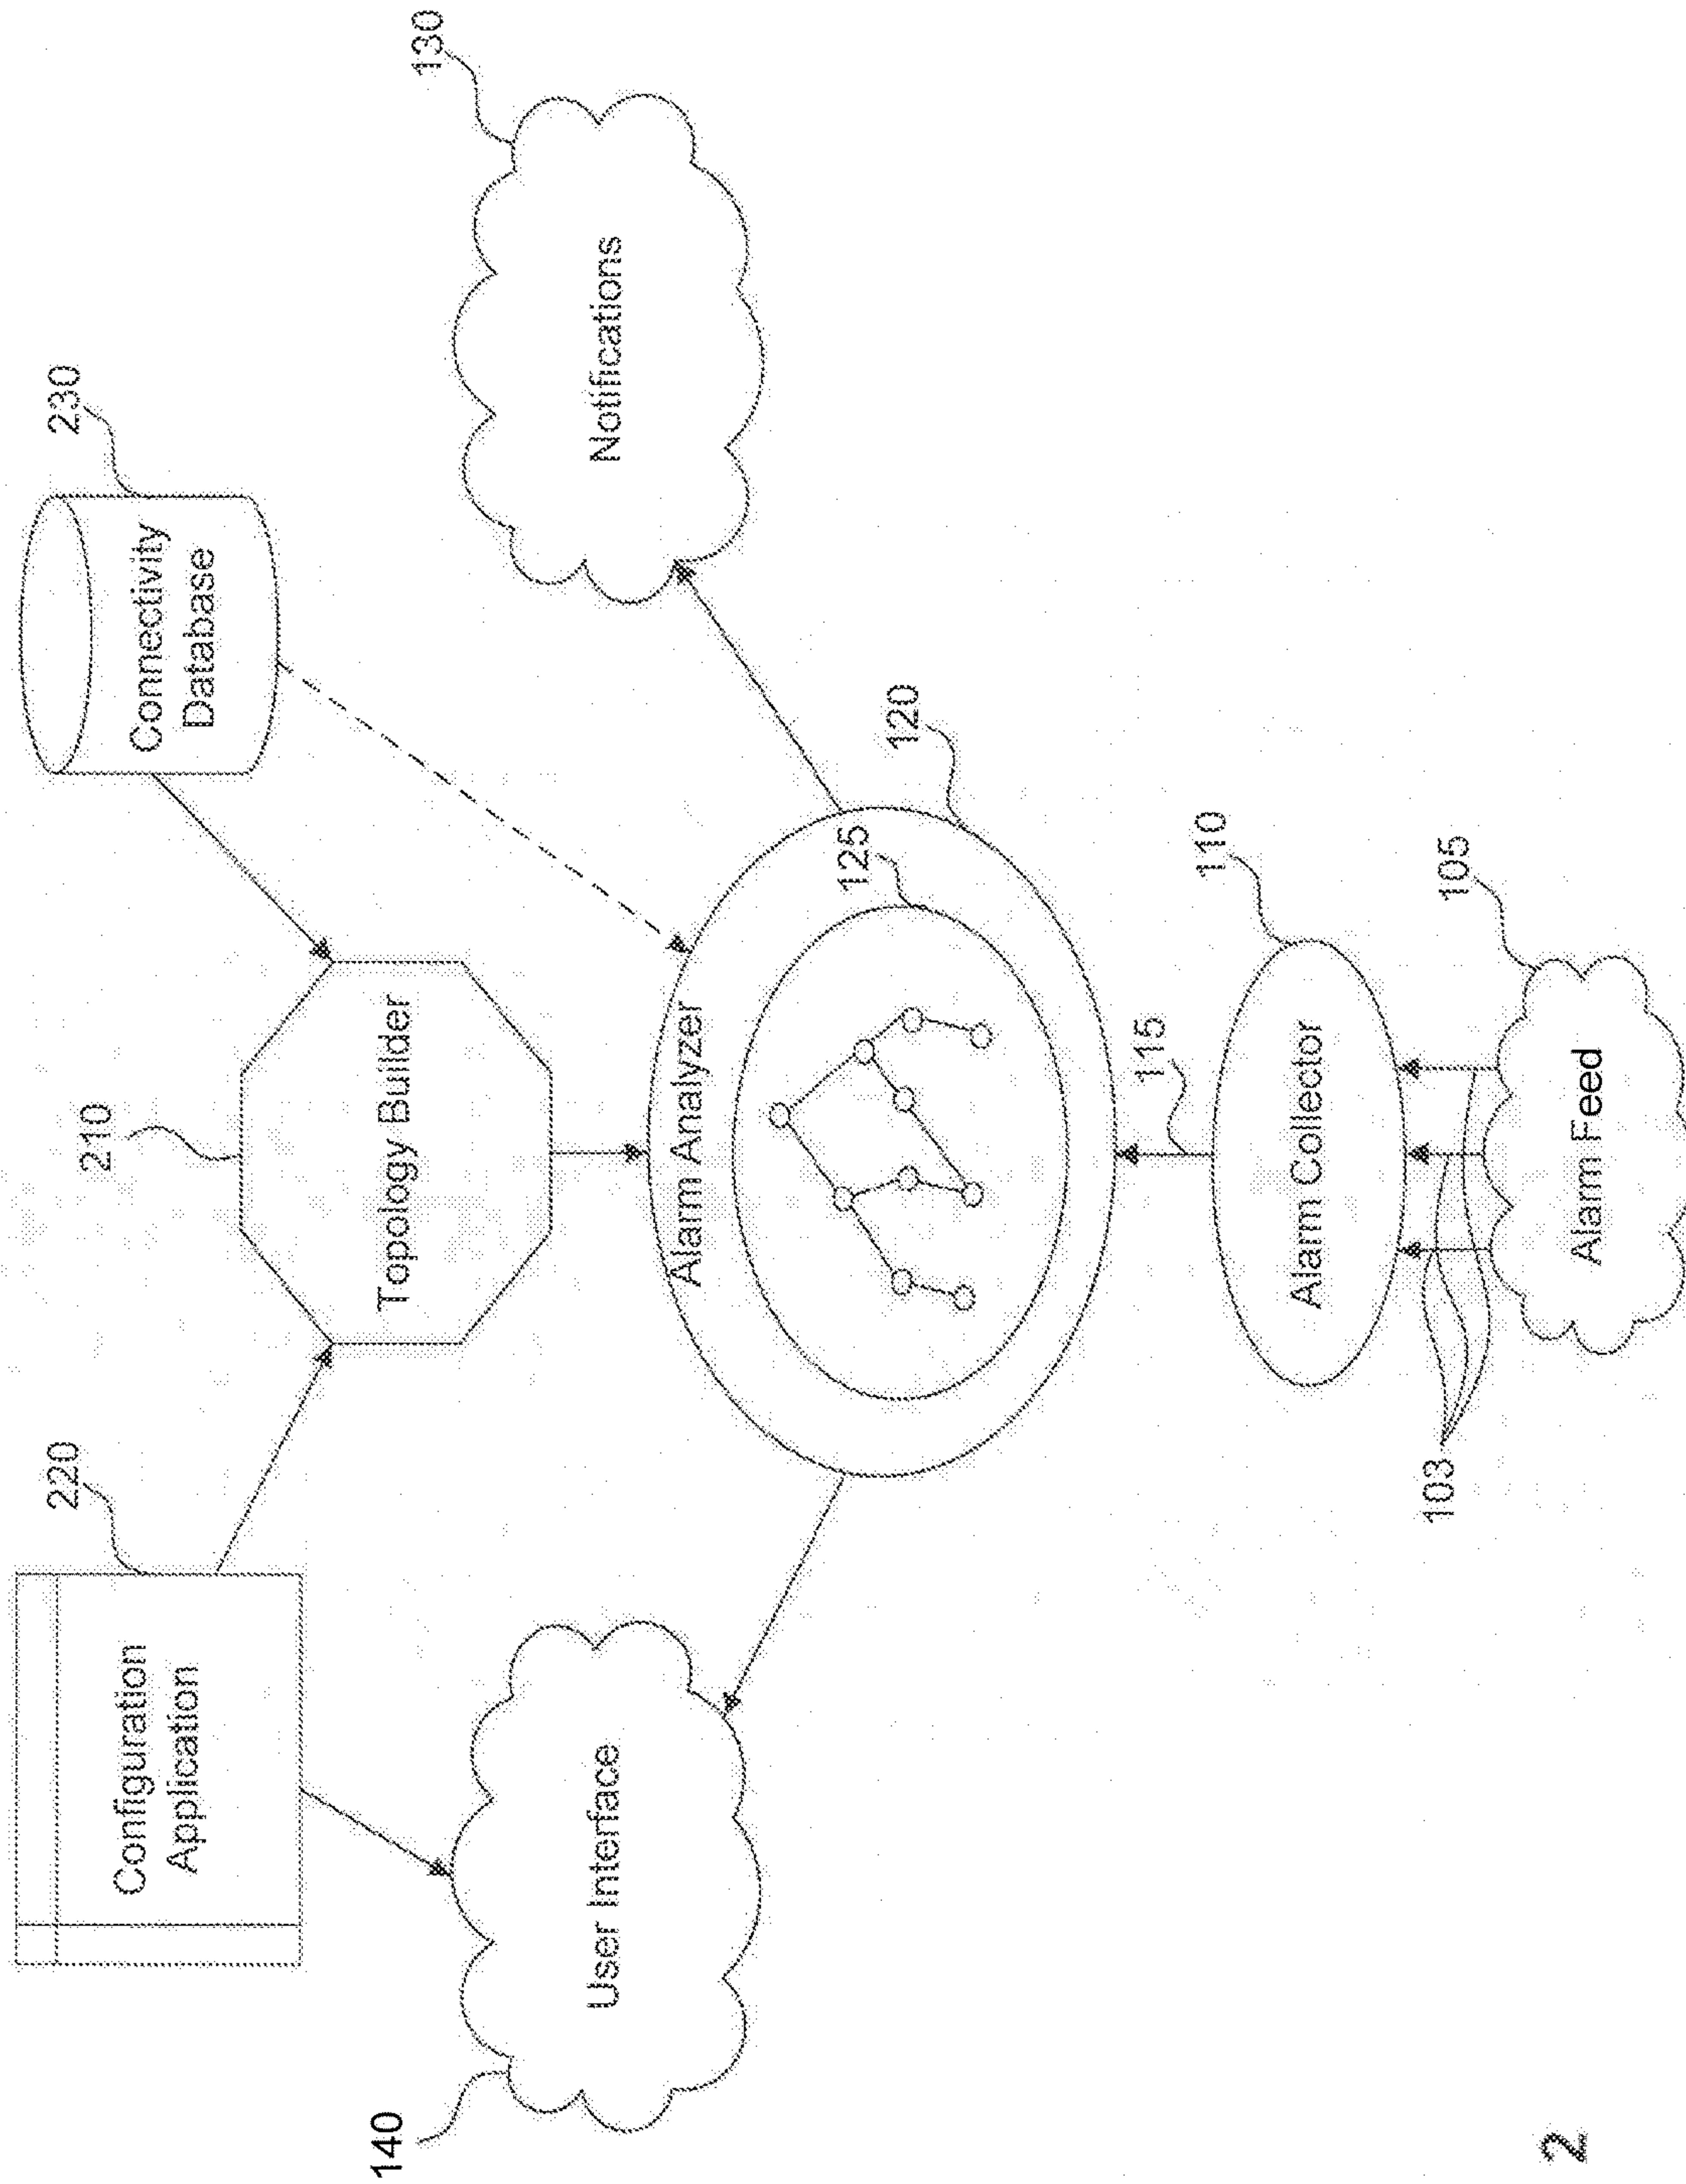 220
230
Configuration
Application
Connectivity
Database
210
Topology Builder
140
130
User Interface
Notifications
Alarm Analyzer
125
120
115
110
Alarm Collector
103
105
Alarm Feed
2